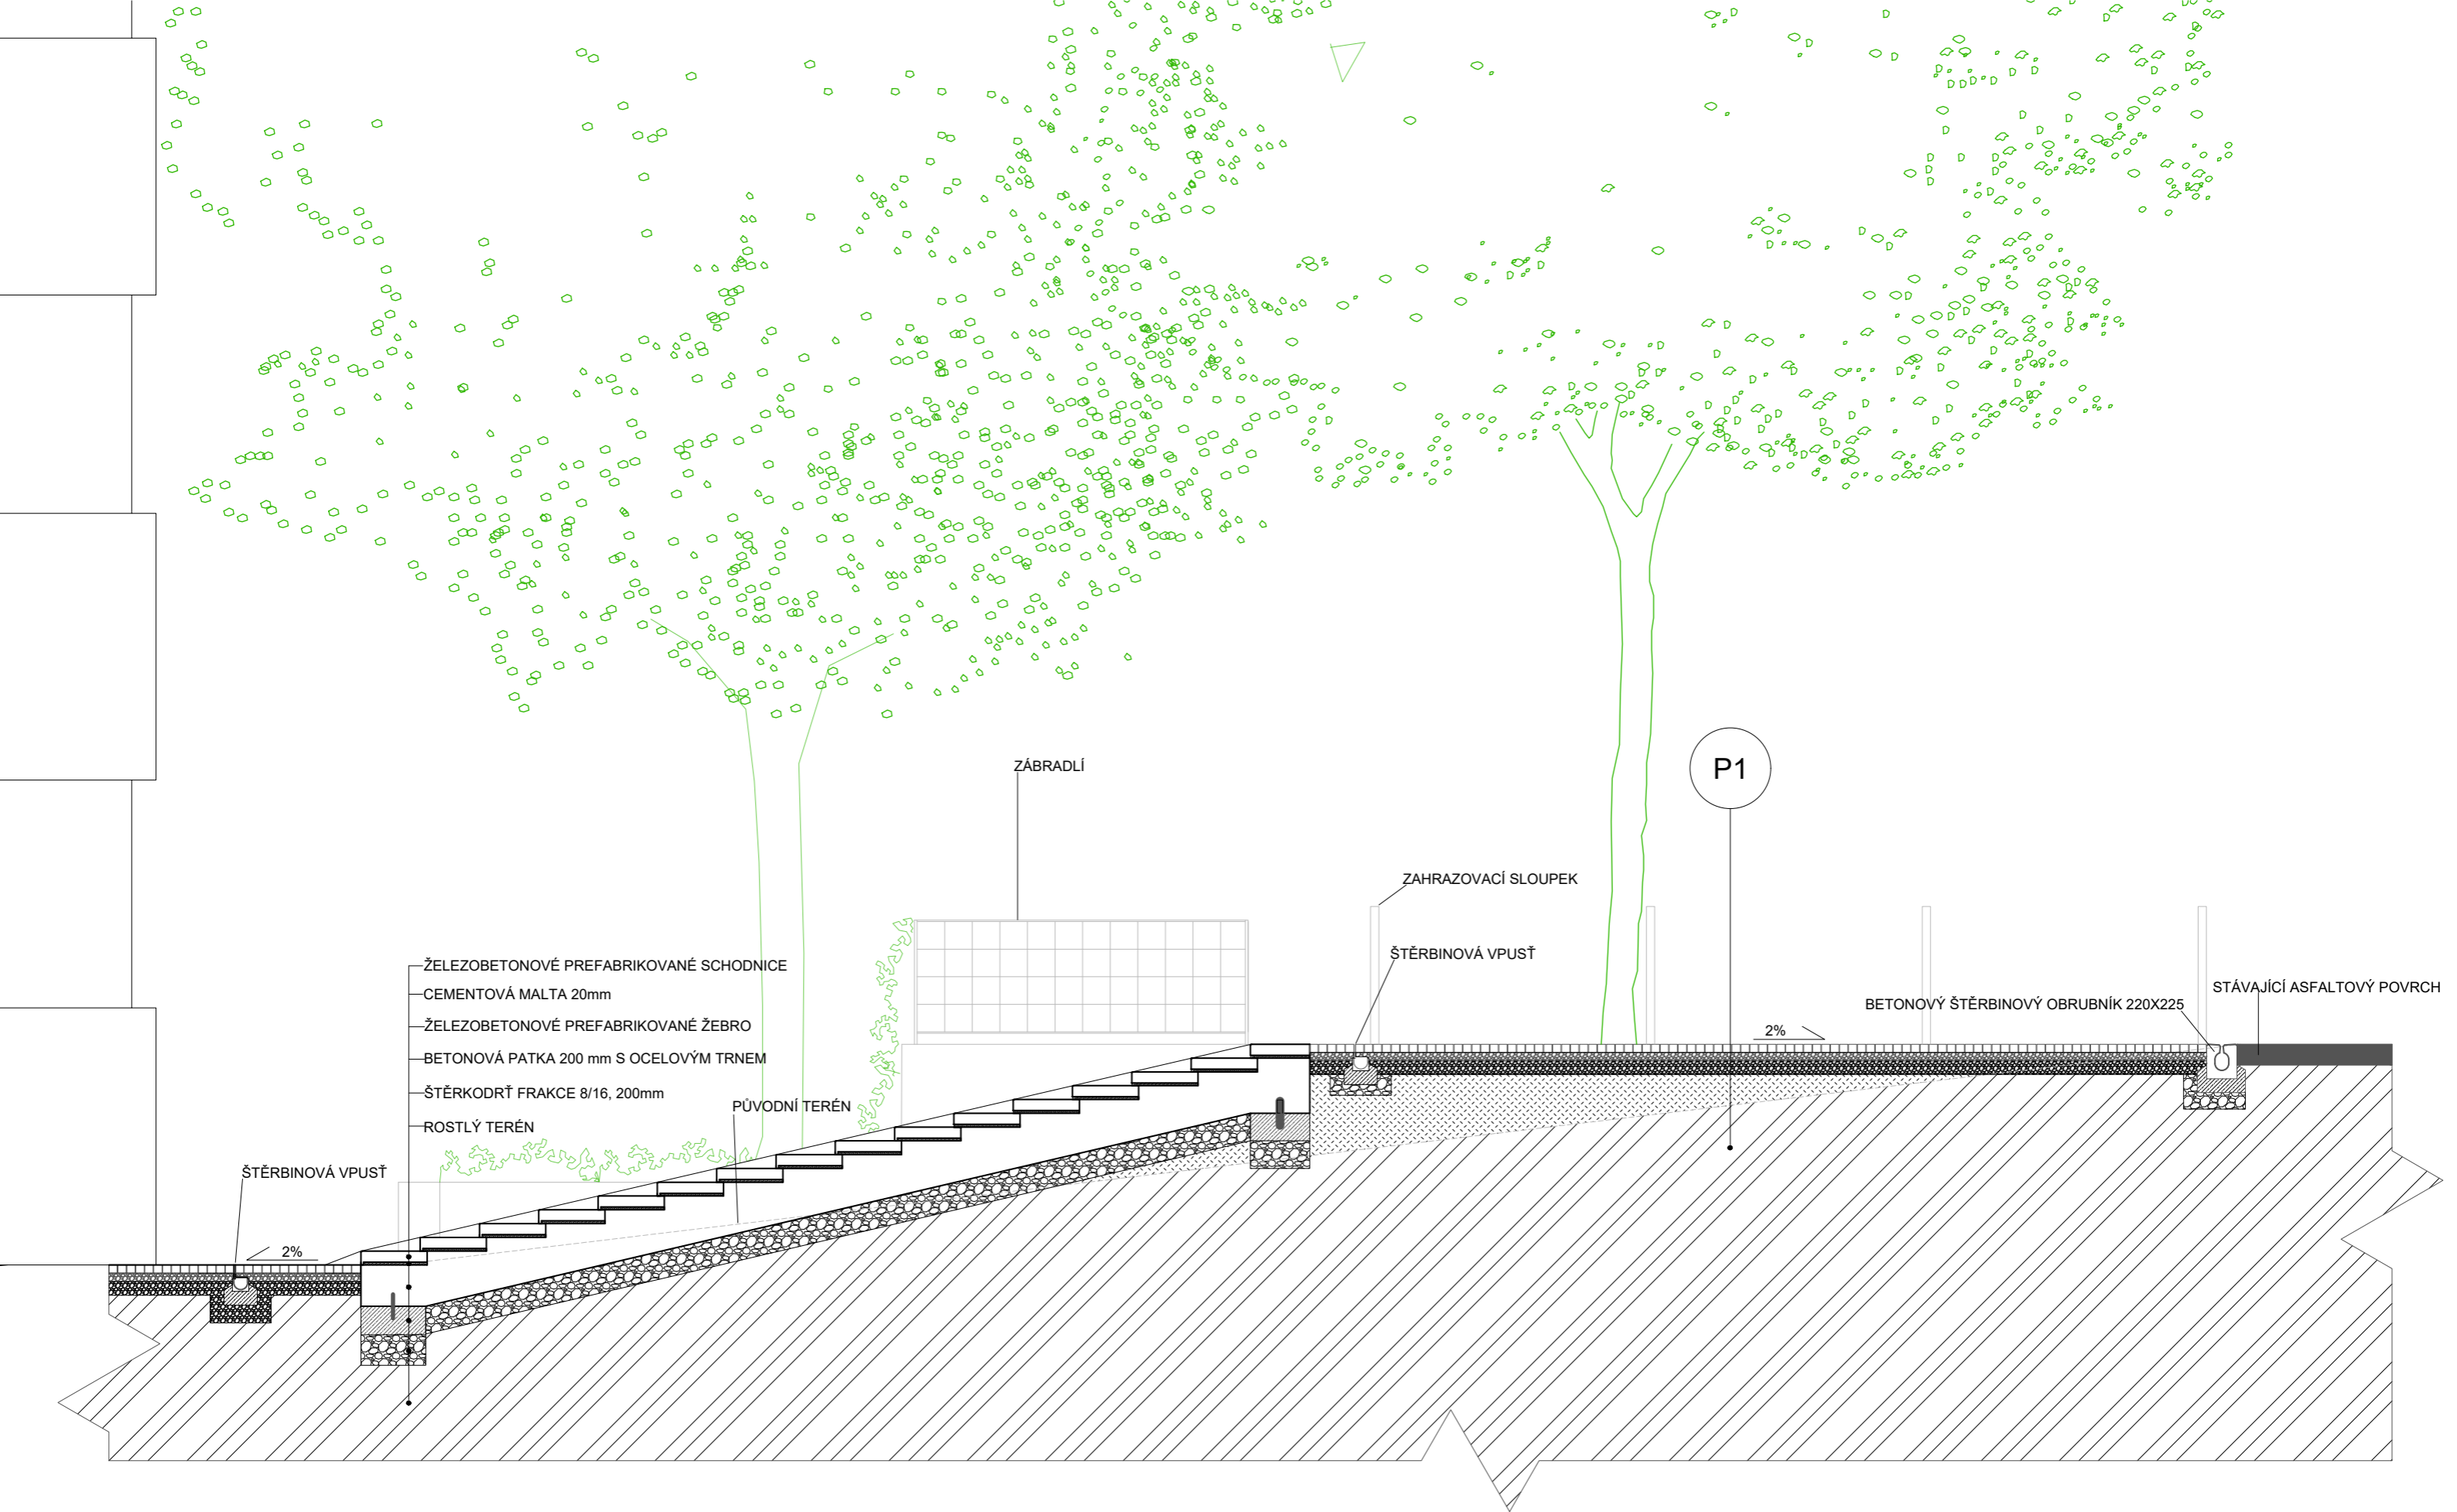 ZÁBRADLÍ
P1
ZAHRAZOVACÍ SLOUPEK
ŠTĚRBINOVÁ VPUSŤ
ŽELEZOBETONOVÉ PREFABRIKOVANÉ SCHODNICE
CEMENTOVÁ MALTA 20mm
ŽELEZOBETONOVÉ PREFABRIKOVANÉ ŽEBRO
BETONOVÁ PATKA 200 mm S OCELOVÝM TRNEM
ŠTĚRKODRŤ FRAKCE 8/16, 200mm
ROSTLÝ TERÉN
STÁVAJÍCÍ ASFALTOVÝ POVRCH
BETONOVÝ ŠTĚRBINOVÝ OBRUBNÍK 220X225
2%
PŮVODNÍ TERÉN
ŠTĚRBINOVÁ VPUSŤ
2%